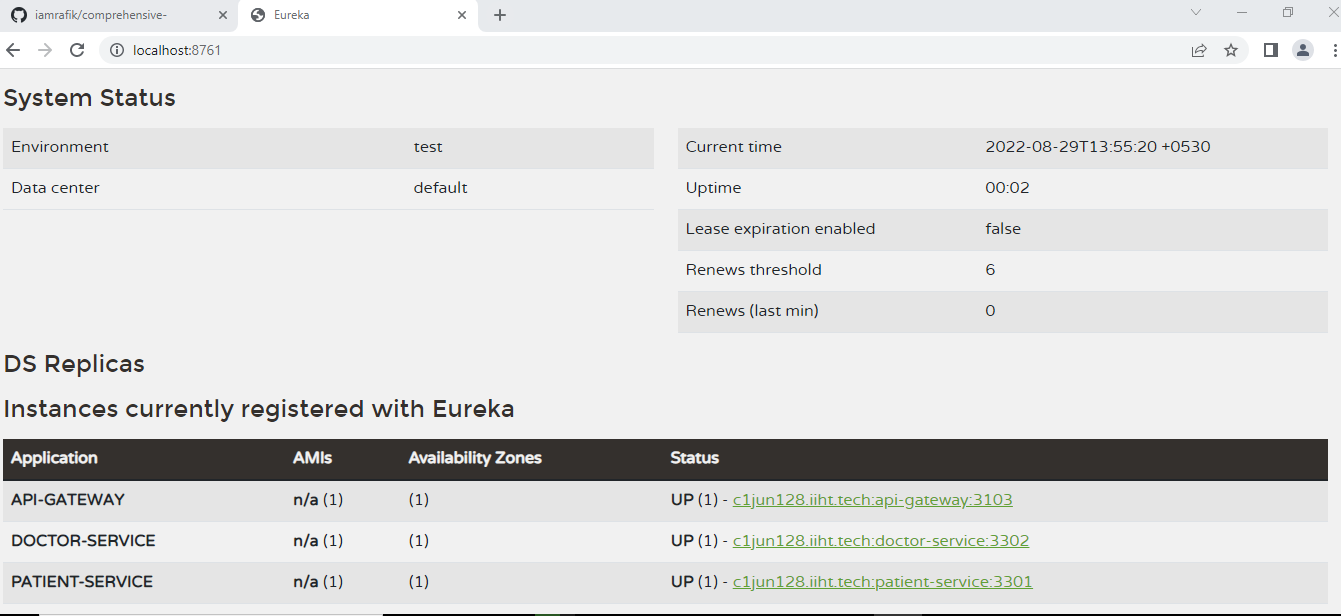 iamrafik/comprehensive-
Eureka
localhost:8761
System Status
Environment test
Data center default
Current time 2022-08-29T13:55:20 +0530
Uptime 00:02
Lease expiration enabled false
Renews threshold 6
Renews (last min) 0
DS Replicas
Instances currently registered with Eureka
Application AMIs Availability Zones Status
API-GATEWAY n/a (1) (1) UP (1) - c1jun128.iiht.tech:api-gateway:3103
DOCTOR-SERVICE n/a (1) (1) UP (1) - c1jun128.iiht.tech:doctor-service:3302
PATIENT-SERVICE n/a (1) (1) UP (1) - c1jun128.iiht.tech:patient-service:3301